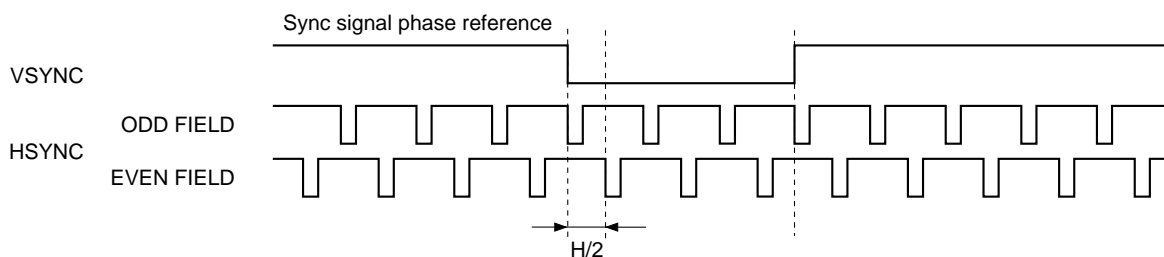 Sync signal phase reference
VSYNC
ODD FIELD
HSYNC
EVEN FIELD
H/2